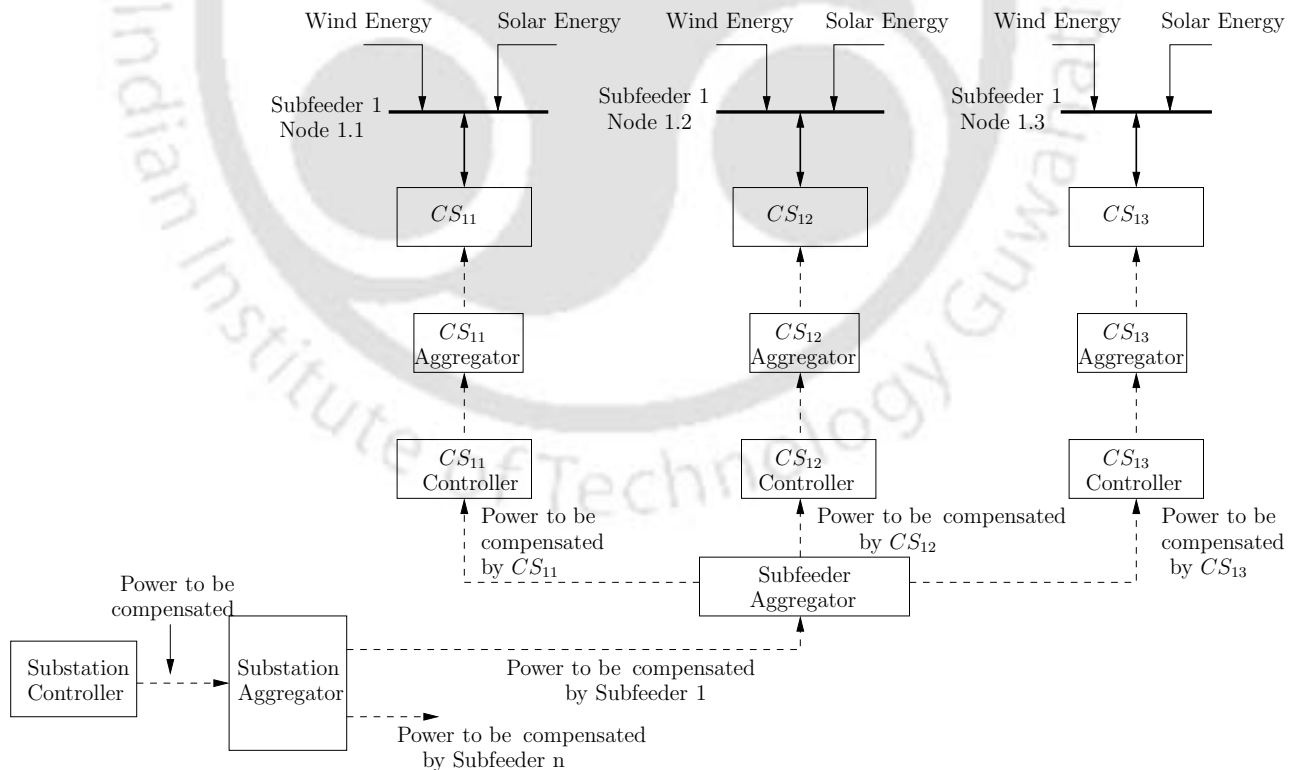 Wind Energy
Solar Energy
Wind Energy
Solar Energy
Wind Energy
Solar Energy
Subfeeder 1
Node 1.1
Subfeeder 1
Node 1.2
Subfeeder 1
Node 1.3
CS₁₁
CS₁₂
CS₁₃
CS₁₁
Aggregator
CS₁₂
Aggregator
CS₁₃
Aggregator
CS₁₁
Controller
CS₁₂
Controller
CS₁₃
Controller
Power to be
compensated
by CS₁₁
Power to be compensated
by CS₁₂
Power to be
compensated
by CS₁₃
Subfeeder
Aggregator
Power to be
compensated
Substation
Controller
Substation
Aggregator
Power to be compensated
by Subfeeder 1
Power to be compensated
by Subfeeder n
Indian Institute of Technology Guwahati